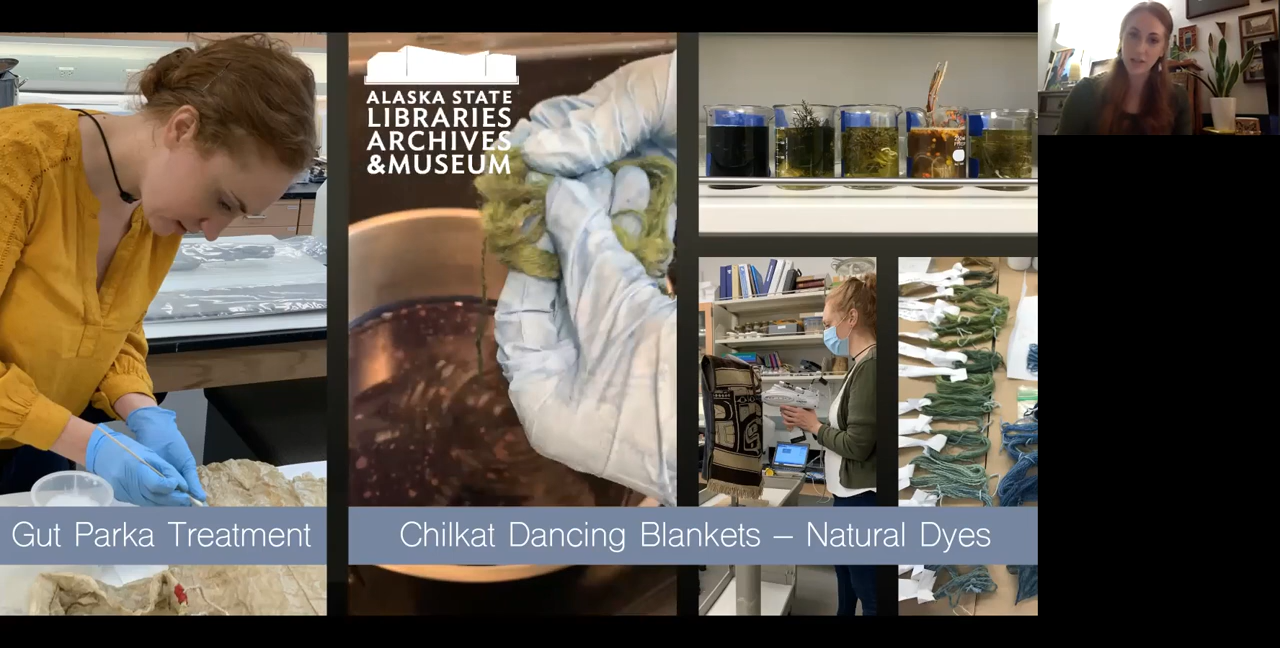 ALASKA STATE
LIBRARIES
ARCHIVES
&MUSEUM
Gut Parka Treatment
Chilkat Dancing Blankets – Natural Dyes